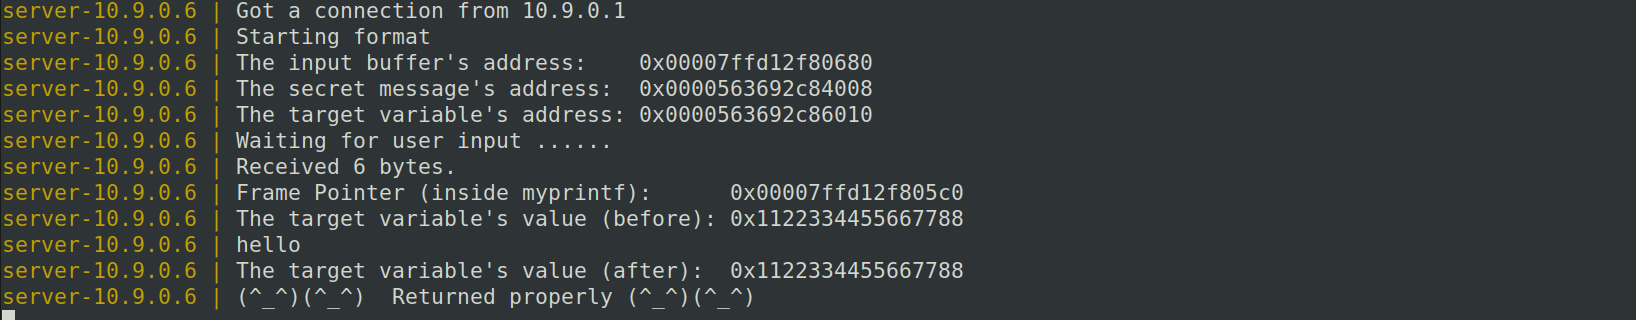 server-10.9.0.6 | Got a connection from 10.9.0.1
server-10.9.0.6 | Starting format
server-10.9.0.6 | The input buffer's address:    0x00007ffd12f80680
server-10.9.0.6 | The secret message's address:  0x0000563692c84008
server-10.9.0.6 | The target variable's address: 0x0000563692c86010
server-10.9.0.6 | Waiting for user input ......
server-10.9.0.6 | Received 6 bytes.
server-10.9.0.6 | Frame Pointer (inside myprintf):      0x00007ffd12f805c0
server-10.9.0.6 | The target variable's value (before): 0x1122334455667788
server-10.9.0.6 | hello
server-10.9.0.6 | The target variable's value (after):  0x1122334455667788
server-10.9.0.6 | (^_^)(^_^)  Returned properly (^_^)(^_^)